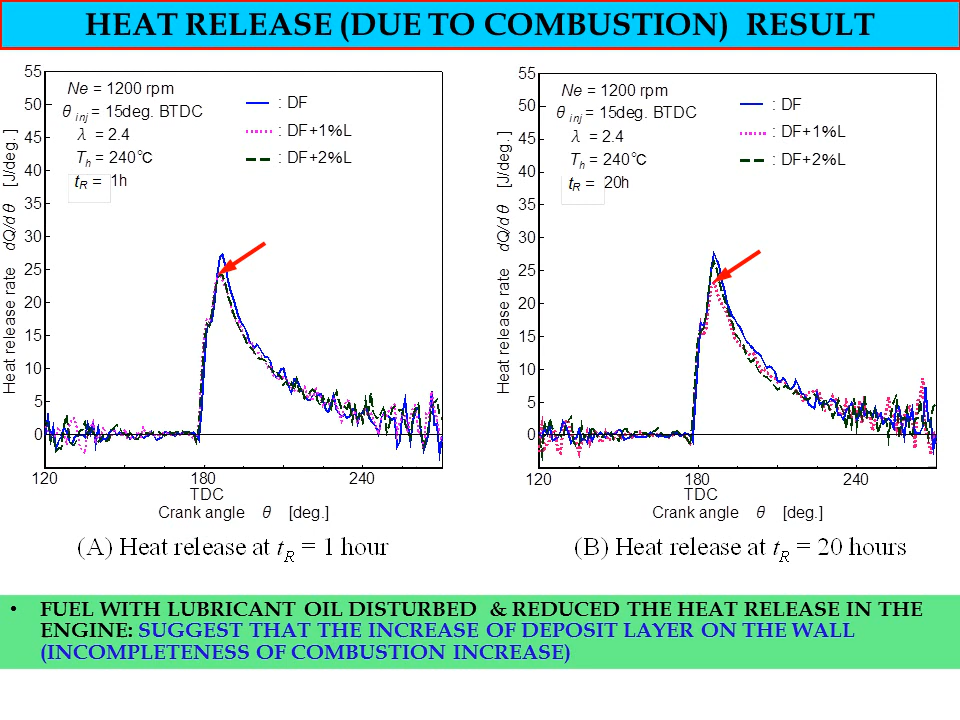 HEAT RELEASE (DUE TO COMBUSTION) RESULT
55
50
45
40
35
30
25
20
15
10
5
0
Heat release rate dQ/d θ [J/deg.]
Ne = 1200 rpm
θ inj = 15deg. BTDC
λ = 2.4
Th = 240°C
tR = 1h
: DF
: DF+1%L
: DF+2%L
120 180 240
TDC
Crank angle θ [deg.]
(A) Heat release at tR = 1 hour
55
50
45
40
35
30
25
20
15
10
5
0
Heat release rate dQ/d θ [J/deg.]
Ne = 1200 rpm
θ inj = 15deg. BTDC
λ = 2.4
Th = 240°C
tR = 20h
: DF
: DF+1%L
: DF+2%L
120 180 240
TDC
Crank angle θ [deg.]
(B) Heat release at tR = 20 hours
• FUEL WITH LUBRICANT OIL DISTURBED & REDUCED THE HEAT RELEASE IN THE
ENGINE: SUGGEST THAT THE INCREASE OF DEPOSIT LAYER ON THE WALL
(INCOMPLETENESS OF COMBUSTION INCREASE)